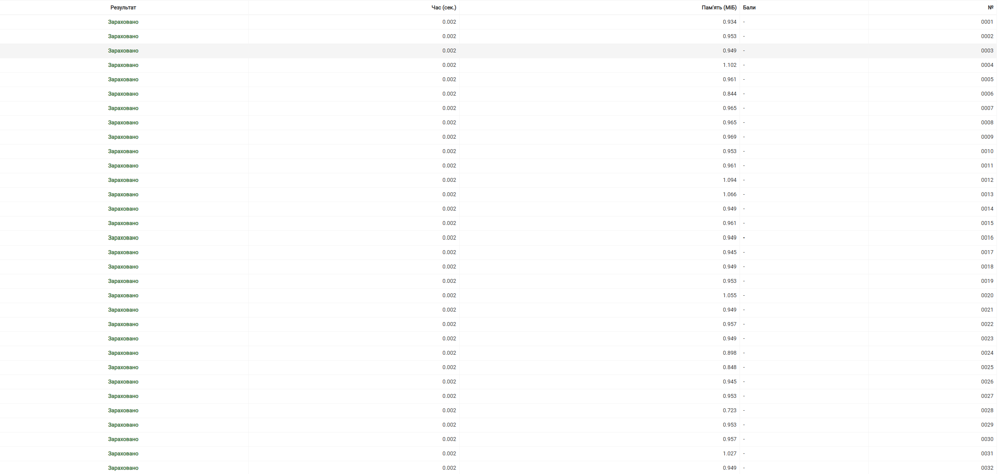 Результат Час (сек.) Пам'ять (МіБ) Бали №
Зараховано 0.002 0.934 - 0001
Зараховано 0.002 0.953 - 0002
Зараховано 0.002 0.949 - 0003
Зараховано 0.002 1.102 - 0004
Зараховано 0.002 0.961 - 0005
Зараховано 0.002 0.844 - 0006
Зараховано 0.002 0.965 - 0007
Зараховано 0.002 0.965 - 0008
Зараховано 0.002 0.969 - 0009
Зараховано 0.002 0.953 - 0010
Зараховано 0.002 0.961 - 0011
Зараховано 0.002 1.094 - 0012
Зараховано 0.002 1.066 - 0013
Зараховано 0.002 0.949 - 0014
Зараховано 0.002 0.961 - 0015
Зараховано 0.002 0.949 - 0016
Зараховано 0.002 0.945 - 0017
Зараховано 0.002 0.949 - 0018
Зараховано 0.002 0.953 - 0019
Зараховано 0.002 1.055 - 0020
Зараховано 0.002 0.949 - 0021
Зараховано 0.002 0.957 - 0022
Зараховано 0.002 0.949 - 0023
Зараховано 0.002 0.898 - 0024
Зараховано 0.002 0.848 - 0025
Зараховано 0.002 0.945 - 0026
Зараховано 0.002 0.953 - 0027
Зараховано 0.002 0.723 - 0028
Зараховано 0.002 0.953 - 0029
Зараховано 0.002 0.957 - 0030
Зараховано 0.002 1.027 - 0031
Зараховано 0.002 0.949 - 0032